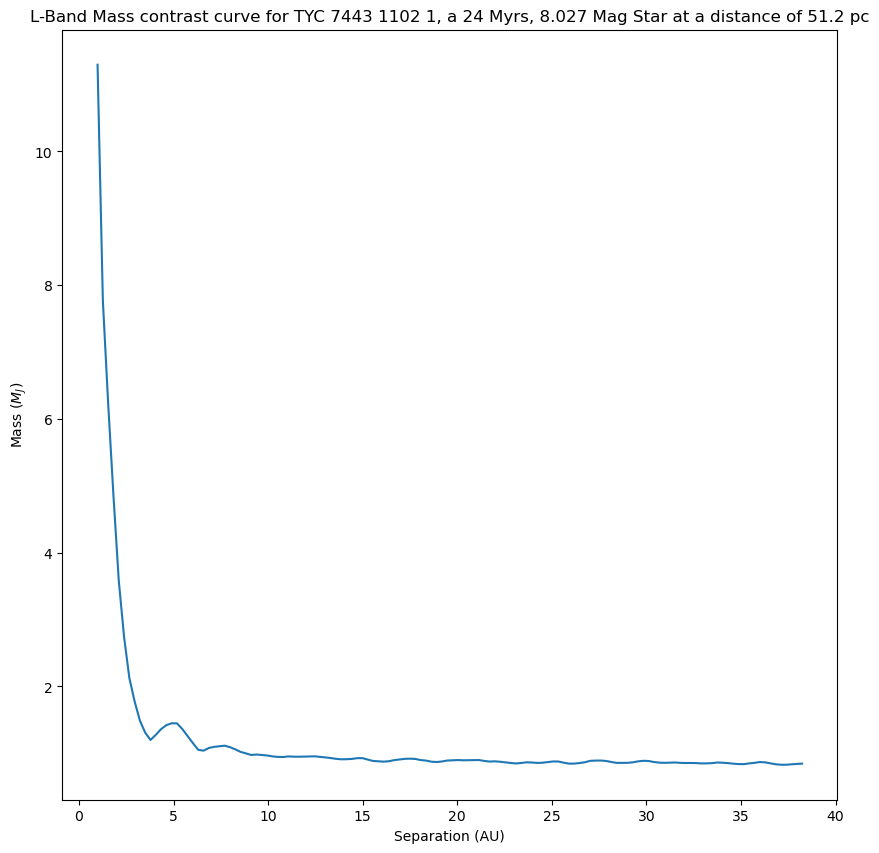 L-Band Mass contrast curve for TYC 7443 1102 1, a 24 Myrs, 8.027 Mag Star at a distance of 51.2 pc
10
8
6
4
2
Mass (M_J)
0 5 10 15 20 25 30 35 40
Separation (AU)